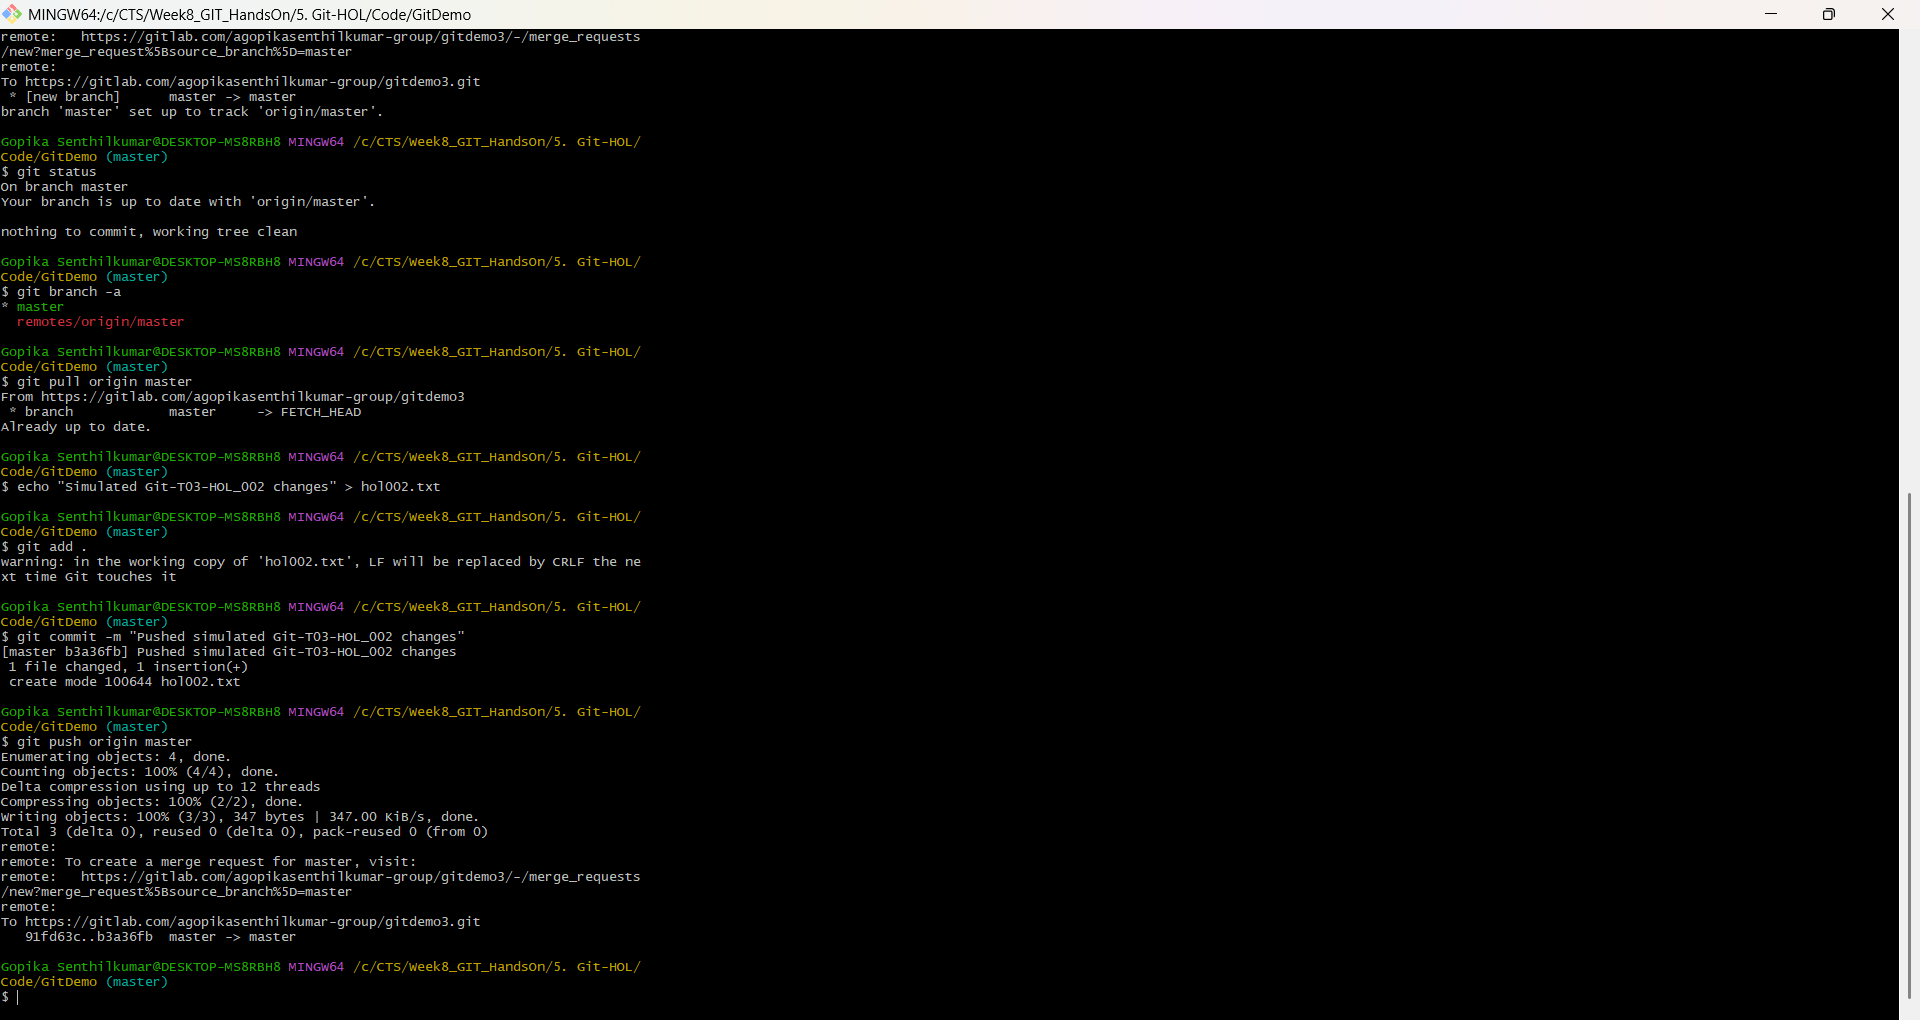 MINGW64:/c/CTS/Week8_GIT_HandsOn/5. Git-HOL/Code/GitDemo
remote:   https://gitlab.com/agopikasenthilkumar-group/gitdemo3/-/merge_requests
/new?merge_request%5Bsource_branch%5D=master
remote:
To https://gitlab.com/agopikasenthilkumar-group/gitdemo3.git
 * [new branch]      master -> master
branch 'master' set up to track 'origin/master'.

Gopika Senthilkumar@DESKTOP-MS8RBH8 MINGW64 /c/CTS/Week8_GIT_HandsOn/5. Git-HOL/
Code/GitDemo (master)
$ git status
On branch master
Your branch is up to date with 'origin/master'.

nothing to commit, working tree clean

Gopika Senthilkumar@DESKTOP-MS8RBH8 MINGW64 /c/CTS/Week8_GIT_HandsOn/5. Git-HOL/
Code/GitDemo (master)
$ git branch -a
* master
  remotes/origin/master

Gopika Senthilkumar@DESKTOP-MS8RBH8 MINGW64 /c/CTS/Week8_GIT_HandsOn/5. Git-HOL/
Code/GitDemo (master)
$ git pull origin master
From https://gitlab.com/agopikasenthilkumar-group/gitdemo3
 * branch            master     -> FETCH_HEAD
Already up to date.

Gopika Senthilkumar@DESKTOP-MS8RBH8 MINGW64 /c/CTS/Week8_GIT_HandsOn/5. Git-HOL/
Code/GitDemo (master)
$ echo "Simulated Git-T03-HOL_002 changes" > hol002.txt

Gopika Senthilkumar@DESKTOP-MS8RBH8 MINGW64 /c/CTS/Week8_GIT_HandsOn/5. Git-HOL/
Code/GitDemo (master)
$ git add .
warning: in the working copy of 'hol002.txt', LF will be replaced by CRLF the ne
xt time Git touches it

Gopika Senthilkumar@DESKTOP-MS8RBH8 MINGW64 /c/CTS/Week8_GIT_HandsOn/5. Git-HOL/
Code/GitDemo (master)
$ git commit -m "Pushed simulated Git-T03-HOL_002 changes"
[master b3a36fb] Pushed simulated Git-T03-HOL_002 changes
 1 file changed, 1 insertion(+)
 create mode 100644 hol002.txt

Gopika Senthilkumar@DESKTOP-MS8RBH8 MINGW64 /c/CTS/Week8_GIT_HandsOn/5. Git-HOL/
Code/GitDemo (master)
$ git push origin master
Enumerating objects: 4, done.
Counting objects: 100% (4/4), done.
Delta compression using up to 12 threads
Compressing objects: 100% (2/2), done.
Writing objects: 100% (3/3), 347 bytes | 347.00 KiB/s, done.
Total 3 (delta 0), reused 0 (delta 0), pack-reused 0 (from 0)
remote:
remote: To create a merge request for master, visit:
remote:   https://gitlab.com/agopikasenthilkumar-group/gitdemo3/-/merge_requests
/new?merge_request%5Bsource_branch%5D=master
remote:
To https://gitlab.com/agopikasenthilkumar-group/gitdemo3.git
   91fd63c..b3a36fb  master -> master

Gopika Senthilkumar@DESKTOP-MS8RBH8 MINGW64 /c/CTS/Week8_GIT_HandsOn/5. Git-HOL/
Code/GitDemo (master)
$